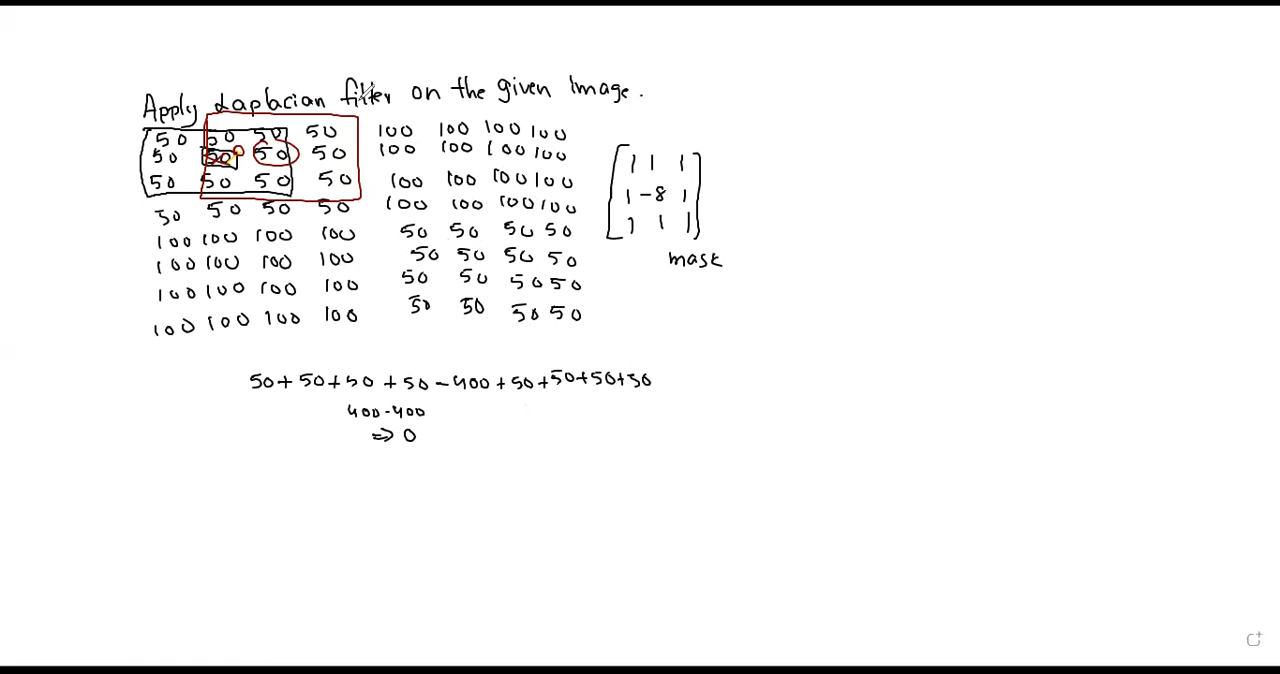 Apply Laplacian filter on the given Image.
50 50 50 50 100 100 100 100
50 50 0 50 50 100 100 100 100
50 50 50 50 100 100 100 100
50 50 50 50 100 100 100 100
100 100 100 100 50 50 50 50
100 100 100 100 50 50 50 50
100 100 100 100 50 50 50 50
100 100 100 100 50 50 50 50
1 1 1
1 -8 1
1 1 1
mask
50 + 50 + 50 + 50 - 400 + 50 + 50 + 50 + 50
400 - 400
⇒ 0